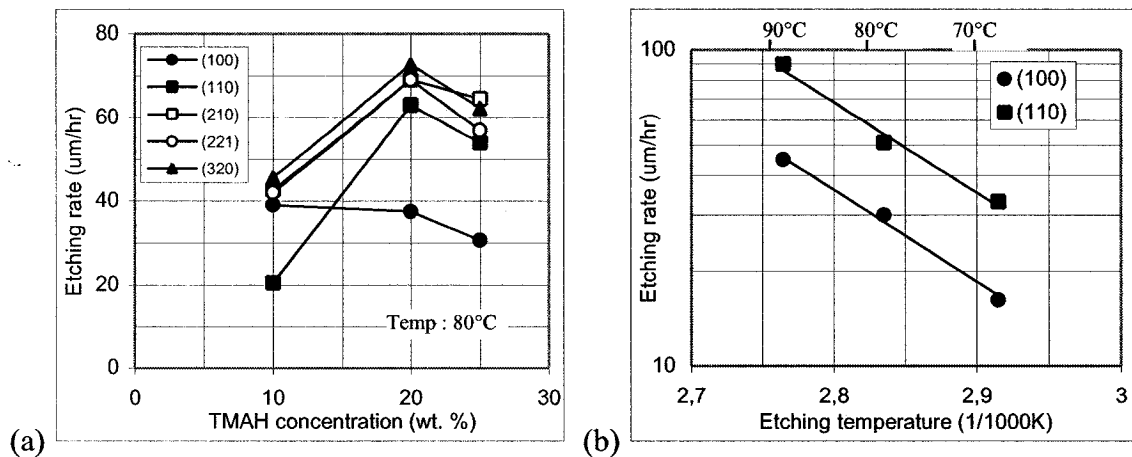 80
60
40
20
0
0
10
20
30
Etching rate (um/hr)
TMAH concentration (wt. %)
(100)
(110)
(210)
(221)
(320)
Temp : 80°C
(a)
90°C
80°C
70°C
100
10
2,7
2,8
2,9
3
Etching rate (um/hr)
Etching temperature (1/1000K)
(100)
(110)
(b)